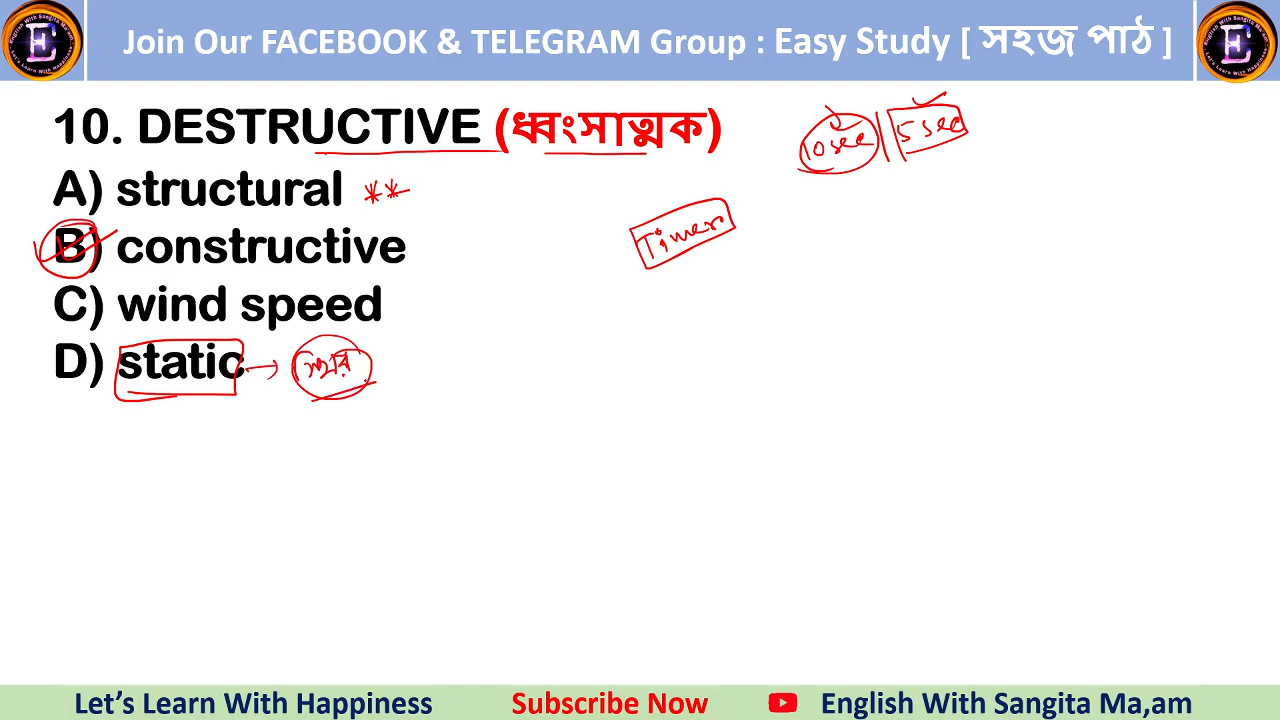 Join Our FACEBOOK & TELEGRAM Group : Easy Study [ সহজ পাঠ ]
10. DESTRUCTIVE (ধ্বংসাত্মক)
10 sec | 5 sec
A) structural **
Timer
B) constructive
C) wind speed
D) static → স্থির
Let's Learn With Happiness Subscribe Now English With Sangita Ma,am